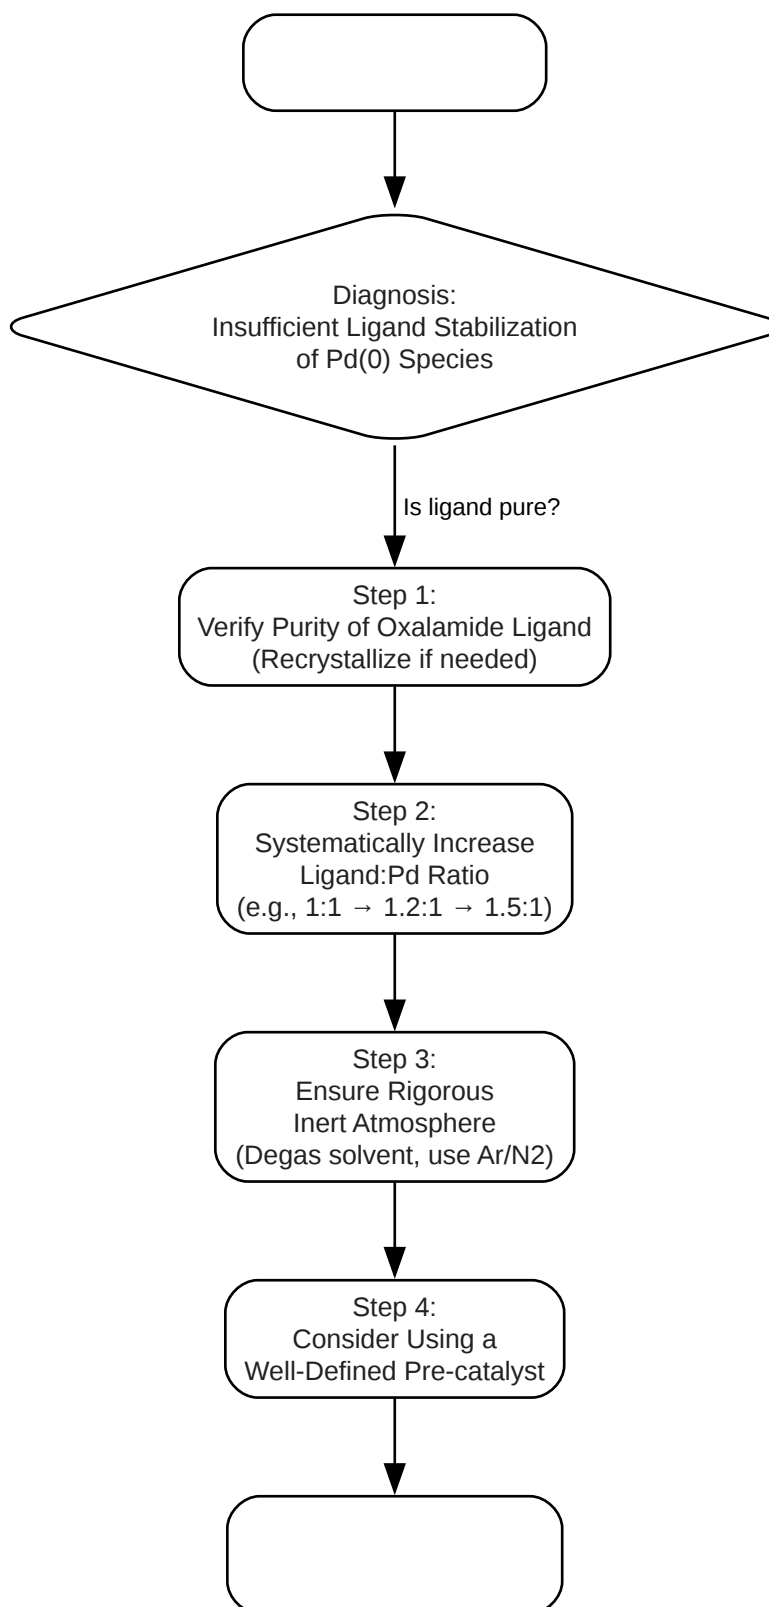 Diagnosis:
Insufficient Ligand Stabilization
of Pd(0) Species
Is ligand pure?
Step 1:
Verify Purity of Oxalamide Ligand
(Recrystallize if needed)
Step 2:
Systematically Increase
Ligand:Pd Ratio
(e.g., 1:1 → 1.2:1 → 1.5:1)
Step 3:
Ensure Rigorous
Inert Atmosphere
(Degas solvent, use Ar/N2)
Step 4:
Consider Using a
Well-Defined Pre-catalyst